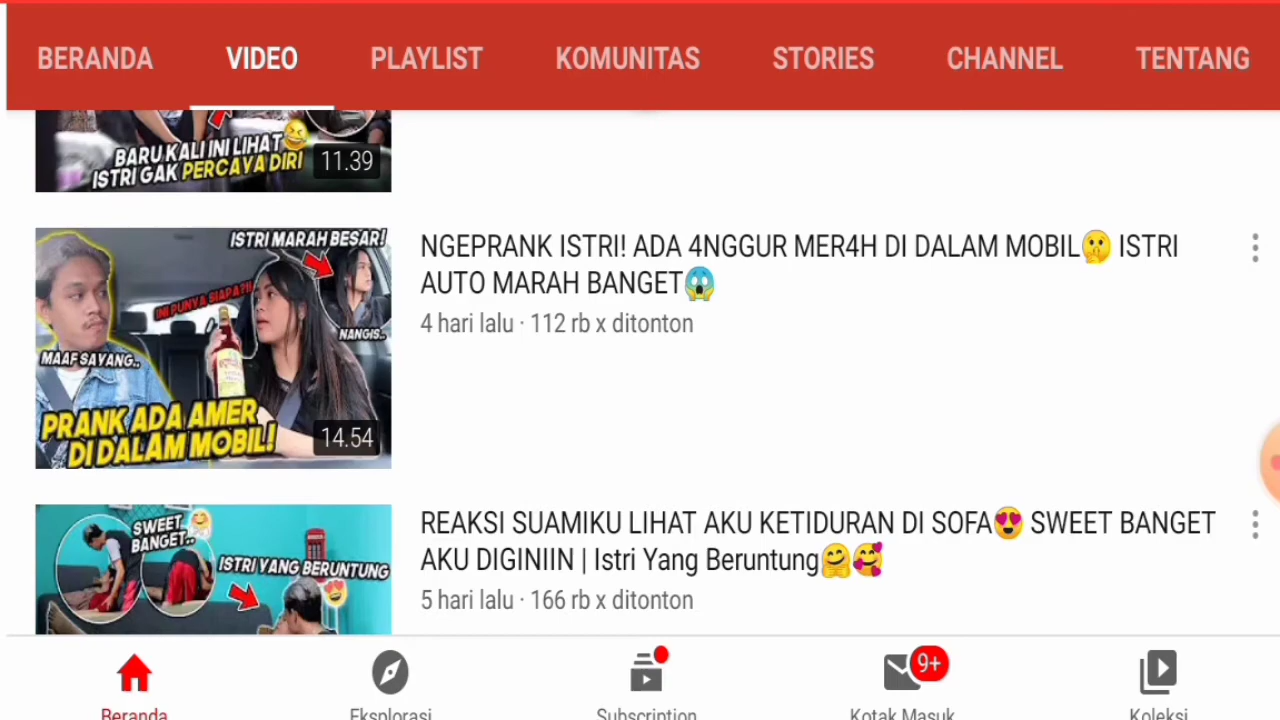 BERANDA VIDEO PLAYLIST KOMUNITAS STORIES CHANNEL TENTANG
BARU KALI INI LIHAT
ISTRI GAK PERCAYA DIRI
11.39
ISTRI MARAH BESAR!
INI PUNYA SIAPA?!!
NANGIS..
MAAF SAYANG..
PRANK ADA AMER
DI DALAM MOBIL!
14.54
NGEPRANK ISTRI! ADA 4NGGUR MER4H DI DALAM MOBIL🤫 ISTRI
AUTO MARAH BANGET😱
4 hari lalu · 112 rb x ditonton
SWEET
BANGET..
ISTRI YANG BERUNTUNG
REAKSI SUAMIKU LIHAT AKU KETIDURAN DI SOFA😍 SWEET BANGET
AKU DIGINIIN | Istri Yang Beruntung🤗🥰
5 hari lalu · 166 rb x ditonton
9+
Beranda Eksplorasi Subscription Kotak Masuk Koleksi